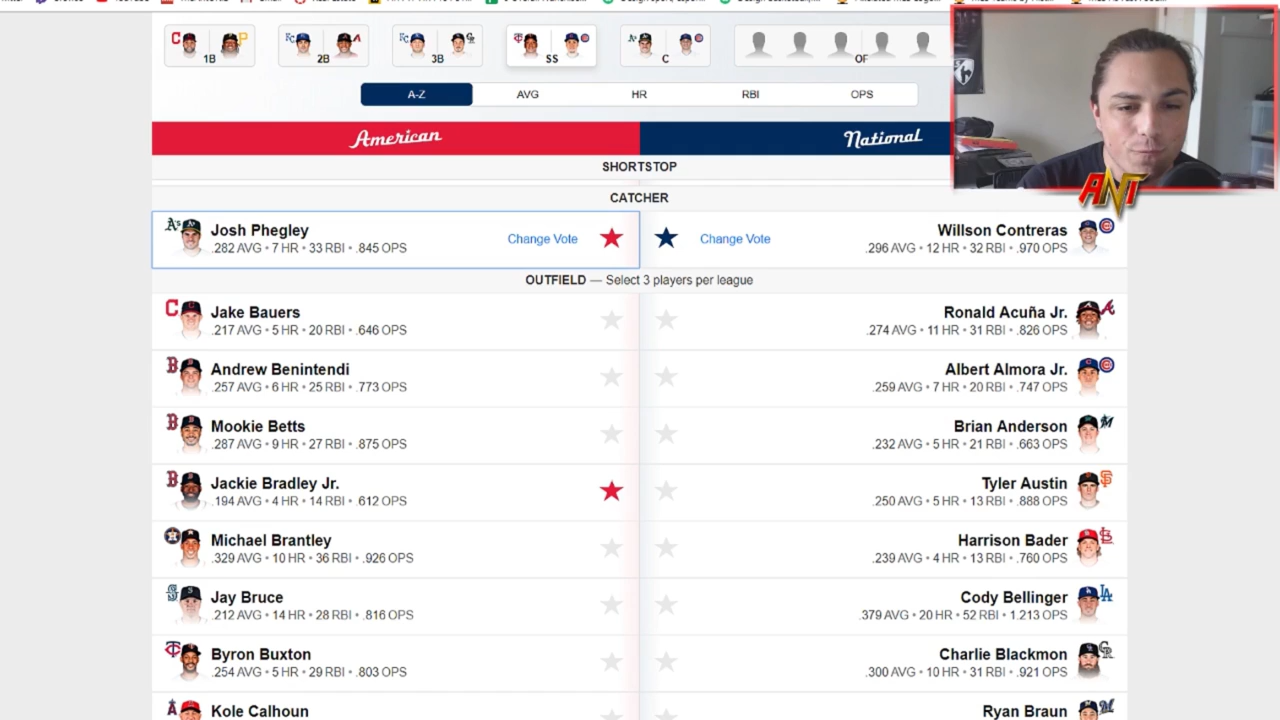 1B 2B 3B SS C OF
A-Z AVG HR RBI OPS
American National
SHORTSTOP
CATCHER
Josh Phegley Change Vote Change Vote Willson Contreras
.282 AVG • 7 HR • 33 RBI • .845 OPS .296 AVG • 12 HR • 32 RBI • .970 OPS
ANT
OUTFIELD — Select 3 players per league
Jake Bauers Ronald Acuña Jr.
.217 AVG • 5 HR • 20 RBI • .646 OPS .274 AVG • 11 HR • 31 RBI • .826 OPS
Andrew Benintendi Albert Almora Jr.
.257 AVG • 6 HR • 25 RBI • .773 OPS .259 AVG • 7 HR • 20 RBI • .747 OPS
Mookie Betts Brian Anderson
.287 AVG • 9 HR • 27 RBI • .875 OPS .232 AVG • 5 HR • 21 RBI • .663 OPS
Jackie Bradley Jr. Tyler Austin
.194 AVG • 4 HR • 14 RBI • .612 OPS .250 AVG • 5 HR • 13 RBI • .888 OPS
Michael Brantley Harrison Bader
.329 AVG • 10 HR • 36 RBI • .926 OPS .239 AVG • 4 HR • 13 RBI • .760 OPS
Jay Bruce Cody Bellinger
.212 AVG • 14 HR • 28 RBI • .816 OPS .379 AVG • 20 HR • 52 RBI • 1.213 OPS
Byron Buxton Charlie Blackmon
.254 AVG • 5 HR • 29 RBI • .803 OPS .300 AVG • 10 HR • 31 RBI • .921 OPS
Kole Calhoun Ryan Braun